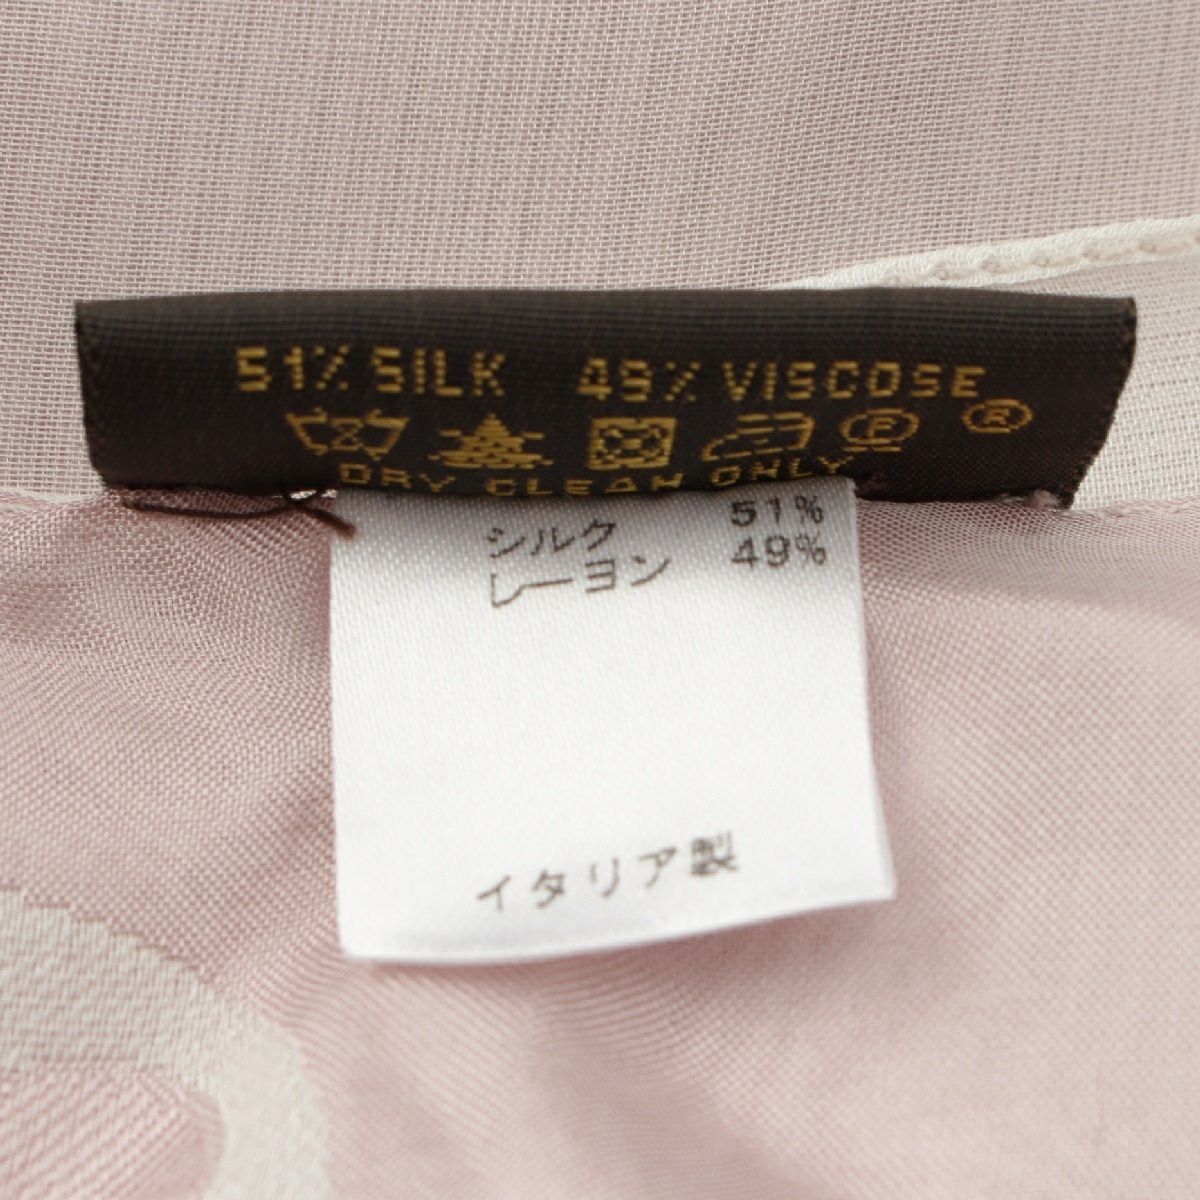 51% SILK 49% VISCOSE
P ®
DRY CLEAN ONLY
シルク 51%
レーヨン 49%
イタリア製